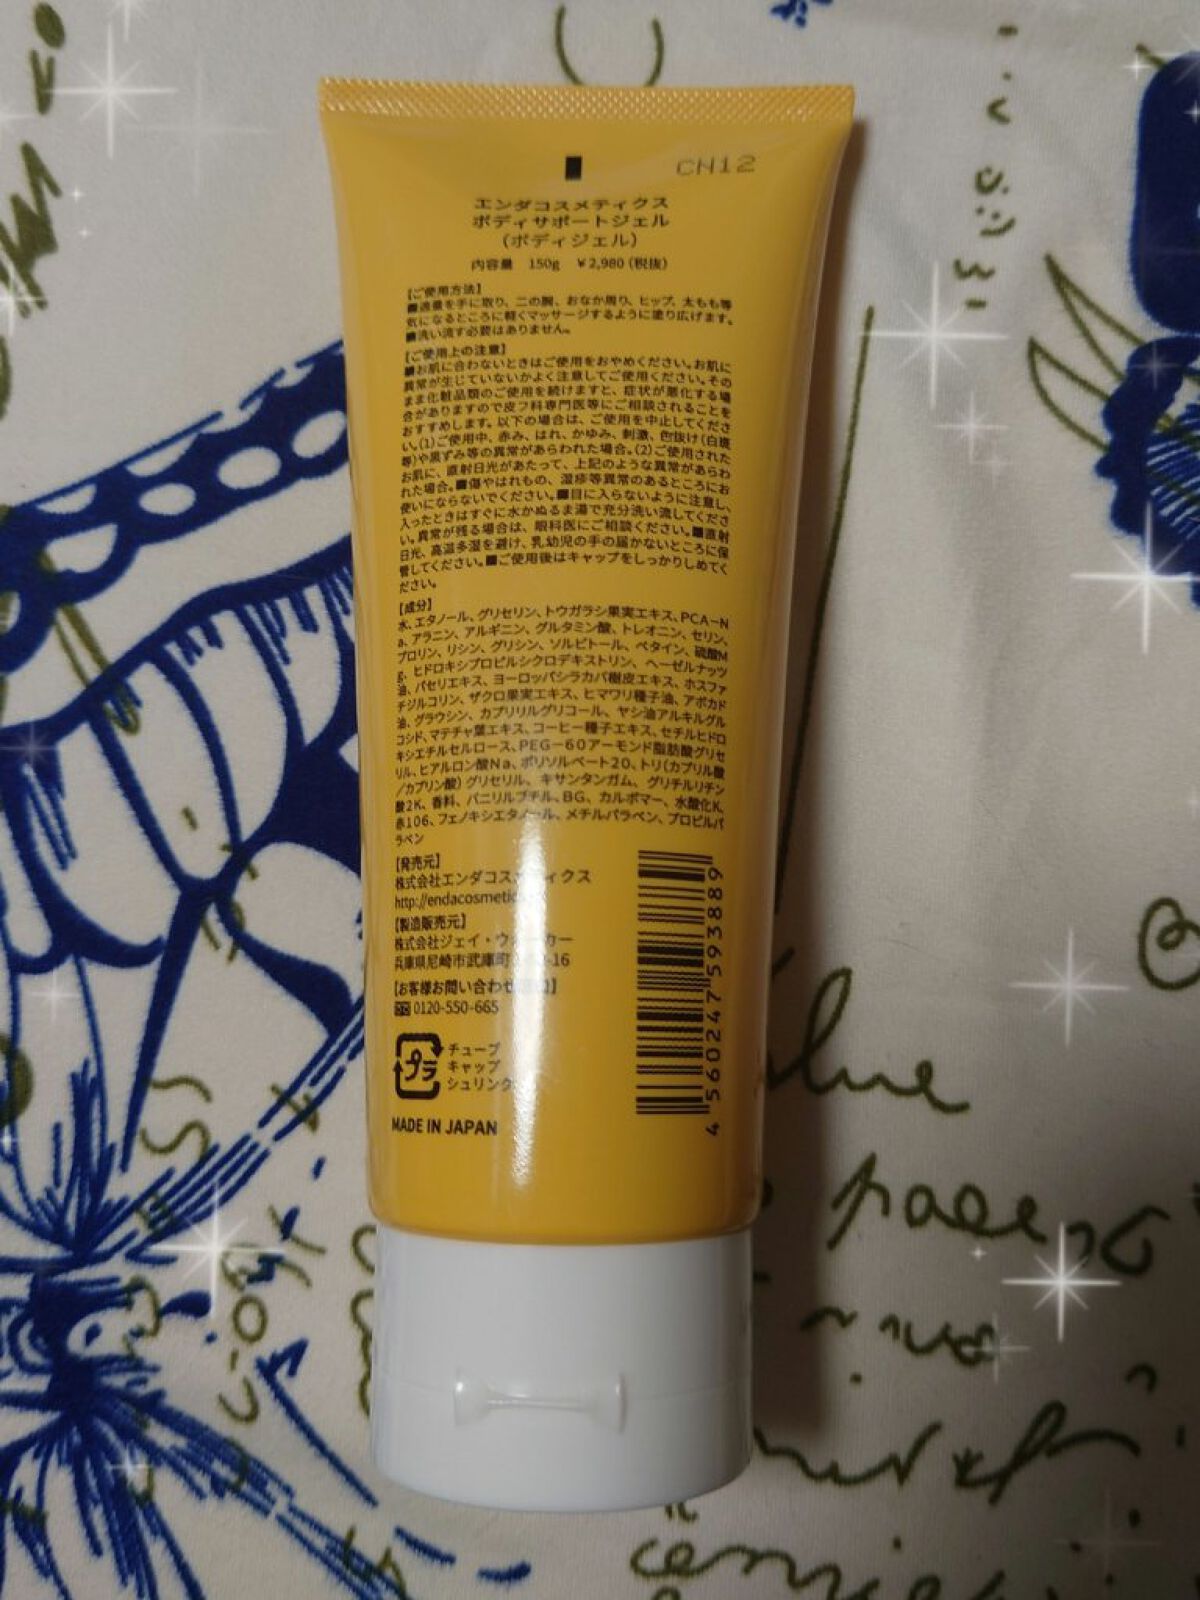 CN12
エンダコスメティクス
ボディサポートジェル
(ボディジェル)
内容量 150g ¥2,980(税抜)
【ご使用方法】
■適量を手に取り、二の腕、おなか周り、ヒップ、太もも等
気になるところに軽くマッサージするように塗り広げます。
■洗い流す必要はありません。
【ご使用上の注意】
■お肌に合わないときはご使用をおやめください。お肌に
異常が生じていないかよく注意してご使用ください。その
まま化粧品類のご使用を続けますと、症状が悪化する場
合がありますので皮フ科専門医等にご相談されることを
おすすめします。以下の場合は、ご使用を中止してくださ
い。(1)ご使用中、赤み、はれ、かゆみ、刺激、色抜け(白斑
等)や黒ずみ等の異常があらわれた場合。(2)ご使用された
お肌に、直射日光があたって、上記のような異常があらわ
れた場合。■傷やはれもの、湿疹等異常のあるところにお
使いにならないでください。■目に入らないように注意し、
入ったときはすぐに水かぬるま湯で充分洗い流してくださ
い。異常が残る場合は、眼科医にご相談ください。■直射
日光、高温多湿を避け、乳幼児の手の届かないところに保
管してください。■ご使用後はキャップをしっかりしめてく
ださい。
【成分】
水、エタノール、グリセリン、トウガラシ果実エキス、PCA-N
a、アラニン、アルギニン、グルタミン酸、トレオニン、セリン、
プロリン、リシン、グリシン、ソルビトール、ベタイン、硫酸M
g、ヒドロキシプロピルシクロデキストリン、ヘーゼルナッツ
油、パセリエキス、ヨーロッパシラカバ樹皮エキス、ホスファ
チジルコリン、ザクロ果実エキス、ヒマワリ種子油、アボカド
油、グラウシン、カプリリルグリコール、ヤシ油アルキルグル
コシド、マテチャ葉エキス、コーヒー種子エキス、セチルヒドロ
キシエチルセルロース、PEG-60アーモンド脂肪酸グリセ
リル、ヒアルロン酸Na、ポリソルベート20、トリ(カプリル酸
/カプリン酸)グリセリル、キサンタンガム、グリチルリチン
酸2K、香料、バニリルブチル、BG、カルボマー、水酸化K、
赤106、フェノキシエタノール、メチルパラベン、プロピルパ
ラベン
【発売元】
株式会社エンダコスメティクス
http://endacosmetic
【製造販売元】
株式会社ジェイ・ウォーカー
兵庫県尼崎市武庫町 -16
【お客様お問い合わせ窓口】
0120-550-665
プラ
チューブ
キャップ
シュリンク
MADE IN JAPAN
4 560247 593889